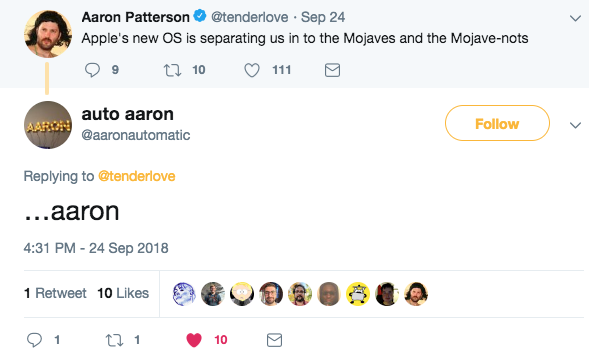 Aaron Patterson @tenderlove · Sep 24
Apple's new OS is separating us in to the Mojaves and the Mojave-nots
9 10 111
AARON
auto aaron
@aaronautomatic
Follow
Replying to @tenderlove
...aaron
4:31 PM - 24 Sep 2018
1 Retweet 10 Likes
1 1 10